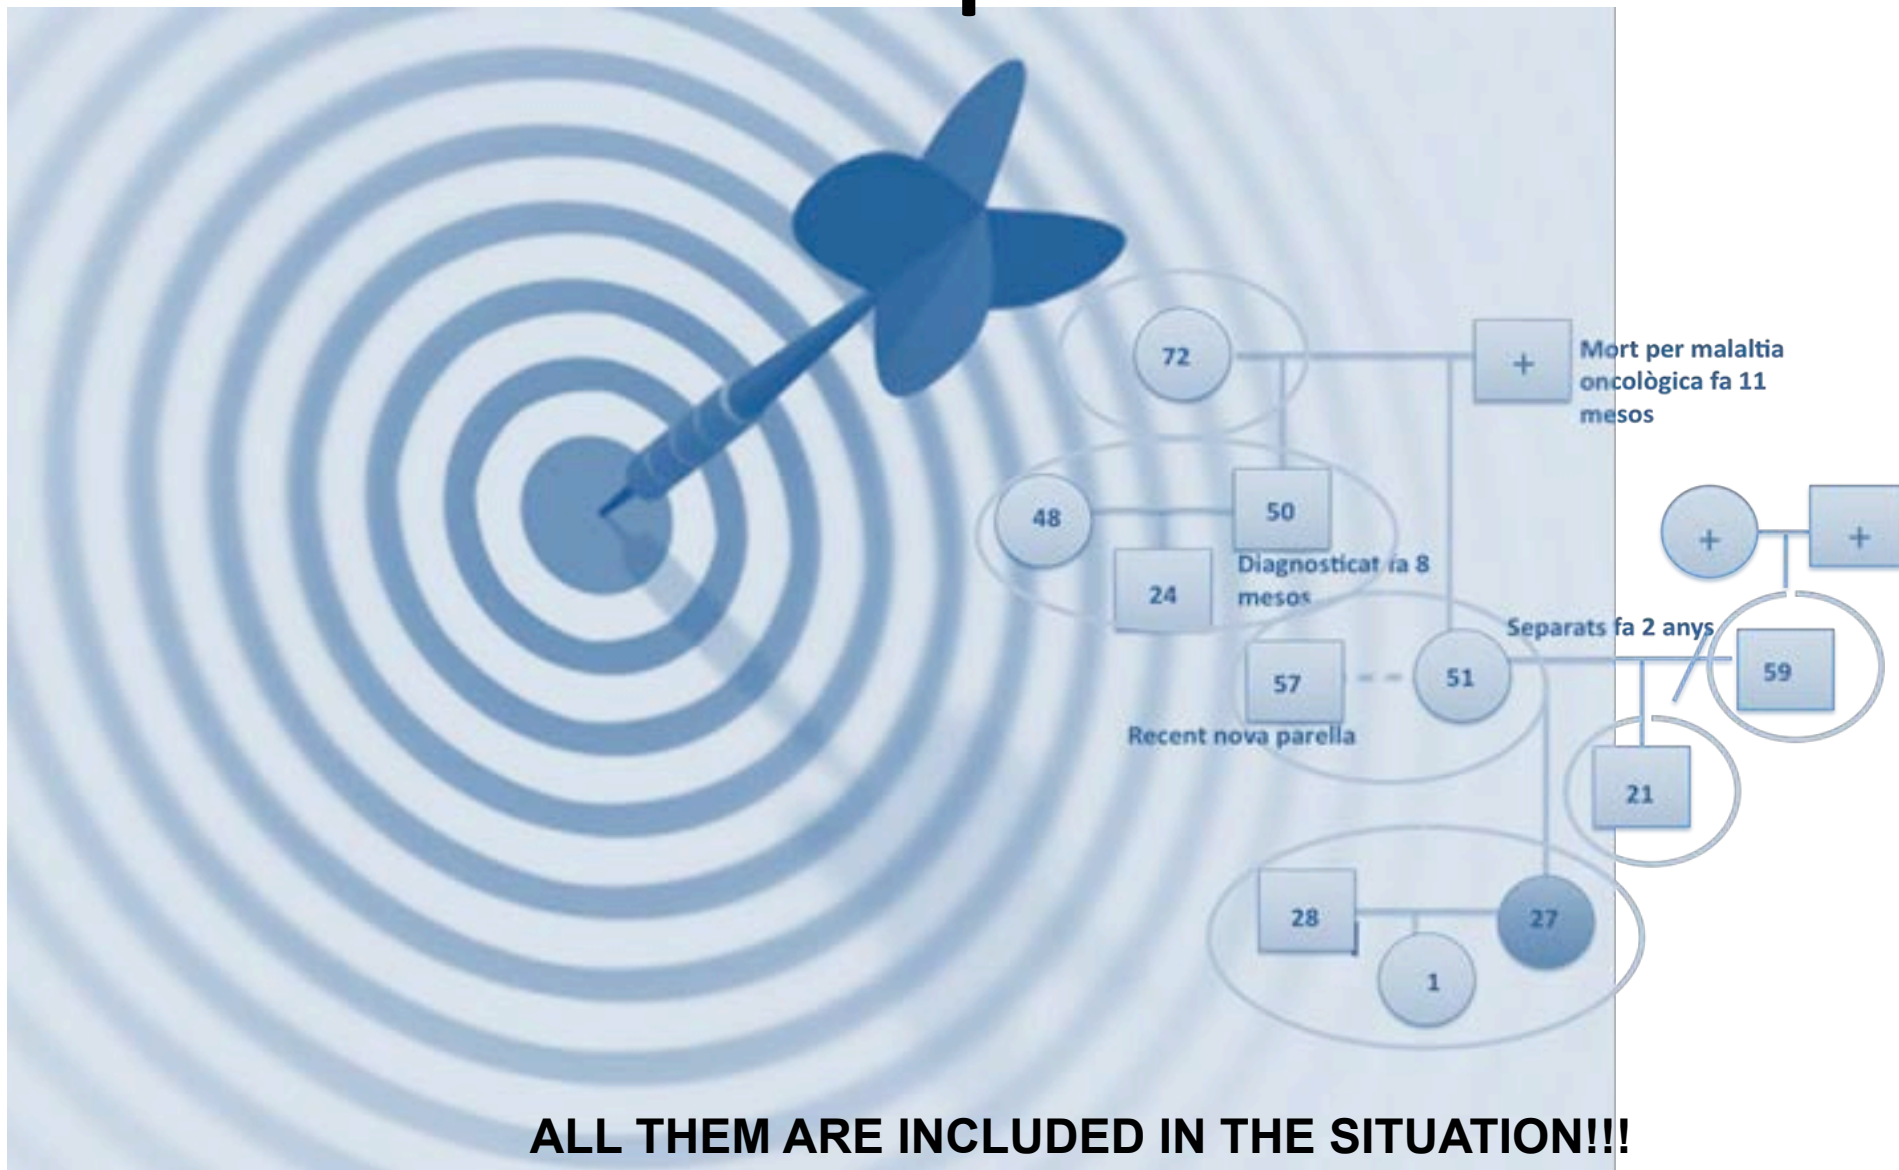 72
+
Mort per malaltia
oncològica fa 11
mesos
48
50
+
+
Diagnosticat fa 8
mesos
24
Separats fa 2 anys
57
51
59
Recent nova parella
21
28
27
1
ALL THEM ARE INCLUDED IN THE SITUATION!!!